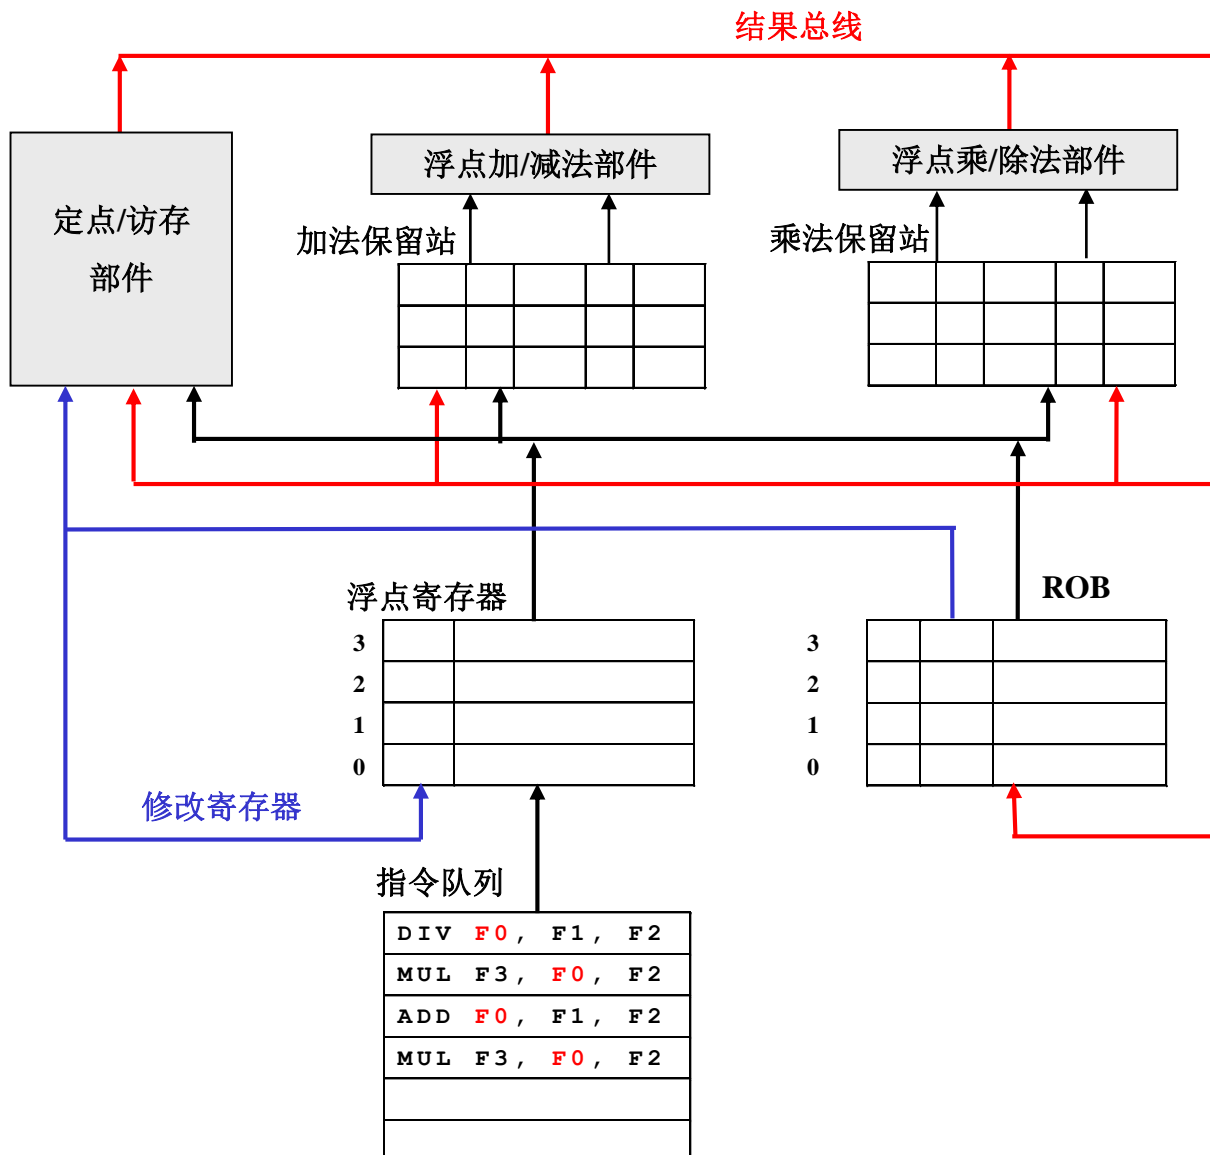 结果总线
浮点加/减法部件
浮点乘/除法部件
定点/访存
部件
加法保留站
乘法保留站
浮点寄存器
ROB
3
2
1
0
3
2
1
0
修改寄存器
指令队列
DIV F0, F1, F2
MUL F3, F0, F2
ADD F0, F1, F2
MUL F3, F0, F2